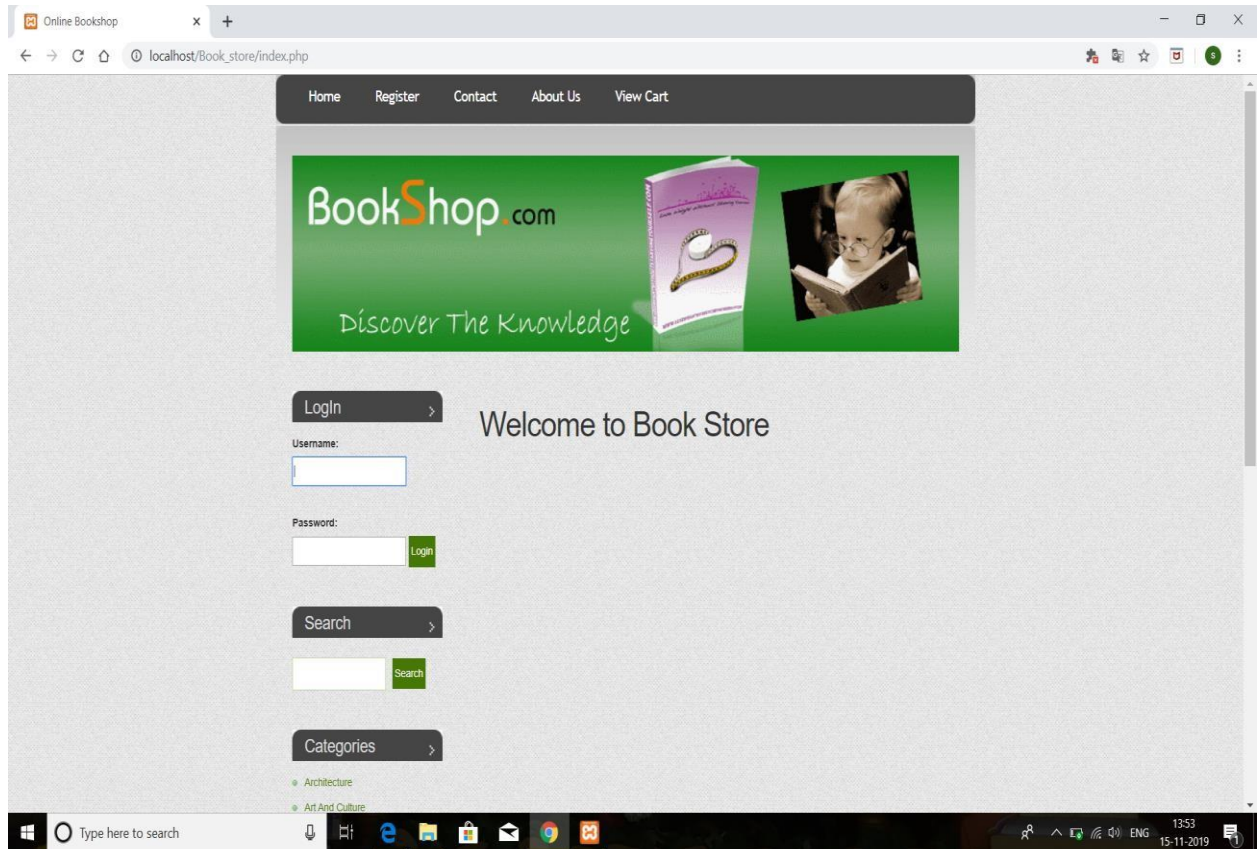 Online Bookshop
localhost/Book_store/index.php
S
Home Register Contact About Us View Cart
BookShop.com
Discover The Knowledge
LogIn
Welcome to Book Store
Username:
Password:
Login
Search
Search
Categories
Architecture
Art And Culture
Type here to search
ENG
13:53
15-11-2019
1